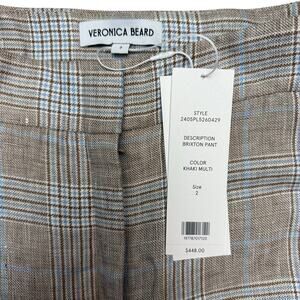 VERONICA BEARD
2
STYLE
2405PL5260429
DESCRIPTION
BRIXTON PANT
COLOR
KHAKI MULTI
Size
2
$448.00